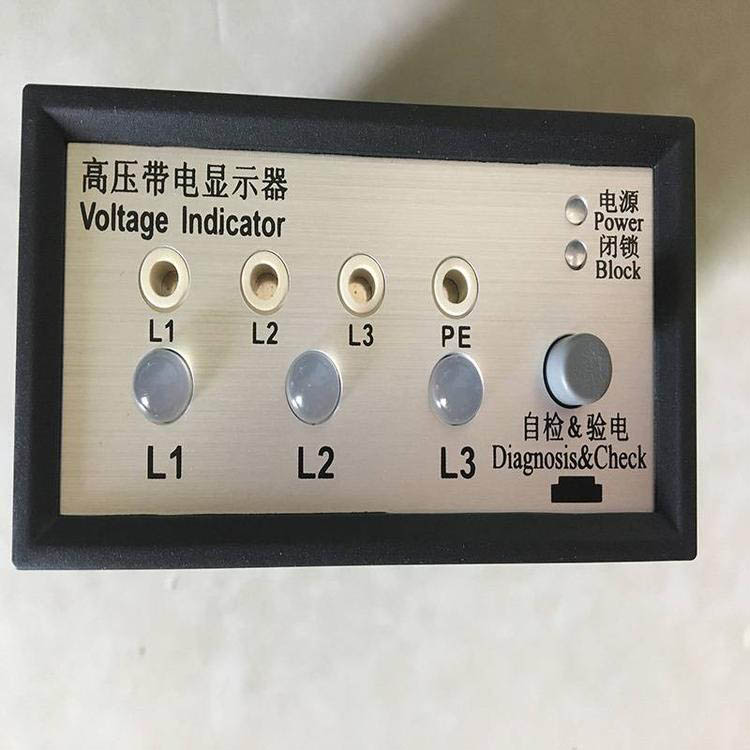 高压带电显示器
Voltage Indicator
电源
Power
闭锁
Block
L1 L2 L3 PE
L1 L2 L3
自检&验电
Diagnosis&Check